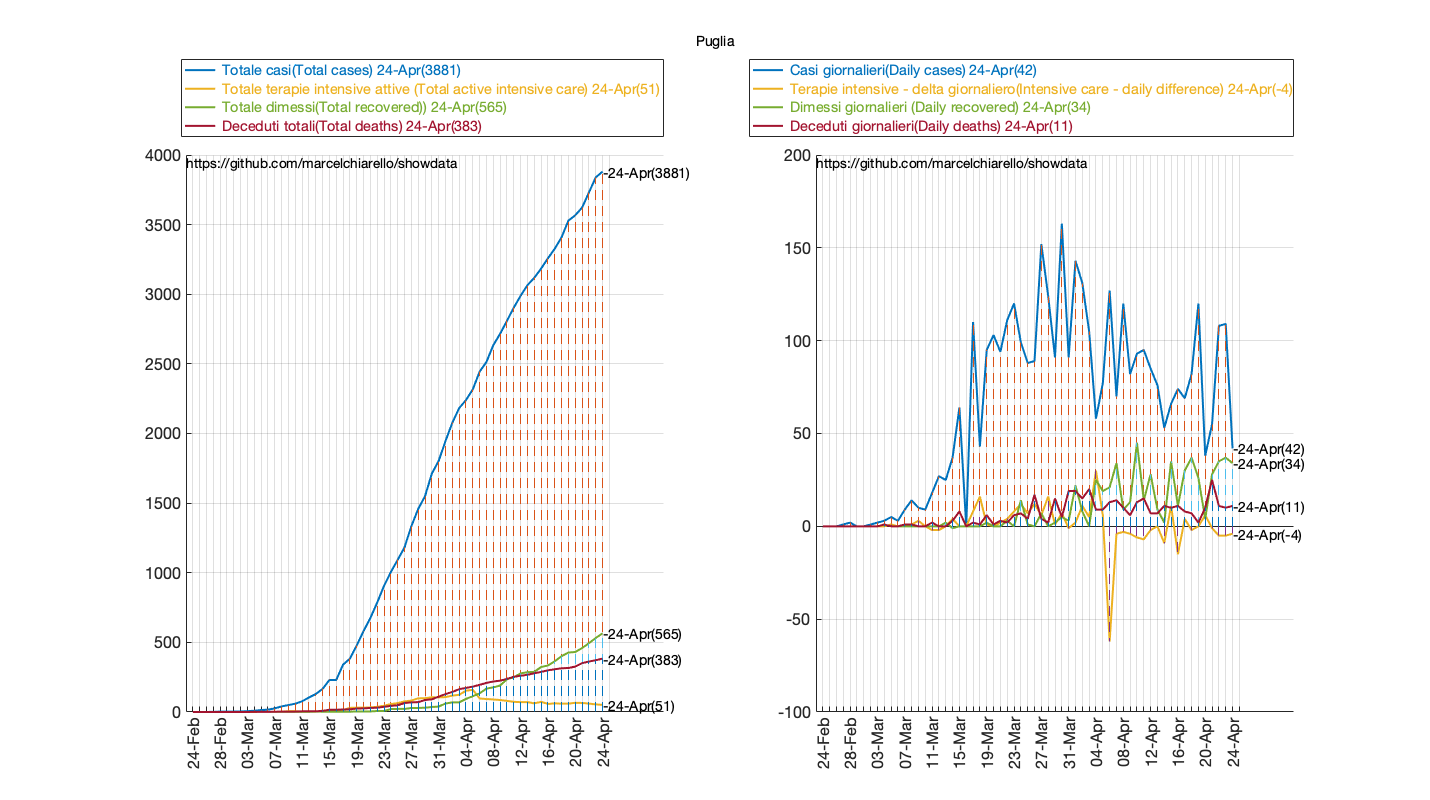 Puglia
Totale casi(Total cases) 24-Apr(3881)
Totale terapie intensive attive (Total active intensive care) 24-Apr(51)
Totale dimessi(Total recovered)) 24-Apr(565)
Deceduti totali(Total deaths) 24-Apr(383)
4000
https://github.com/marcelchiarello/showdata
24-Apr(3881)
3500
3000
2500
2000
1500
1000
500
24-Apr(565)
24-Apr(383)
24-Apr(51)
0
24-Feb
28-Feb
03-Mar
07-Mar
11-Mar
15-Mar
19-Mar
23-Mar
27-Mar
31-Mar
04-Apr
08-Apr
12-Apr
16-Apr
20-Apr
24-Apr
Casi giornalieri(Daily cases) 24-Apr(42)
Terapie intensive - delta giornaliero(Intensive care - daily difference) 24-Apr(-4)
Dimessi giornalieri (Daily recovered) 24-Apr(34)
Deceduti giornalieri(Daily deaths) 24-Apr(11)
200
https://github.com/marcelchiarello/showdata
150
100
50
24-Apr(42)
24-Apr(34)
24-Apr(11)
0
24-Apr(-4)
-50
-100
24-Feb
28-Feb
03-Mar
07-Mar
11-Mar
15-Mar
19-Mar
23-Mar
27-Mar
31-Mar
04-Apr
08-Apr
12-Apr
16-Apr
20-Apr
24-Apr